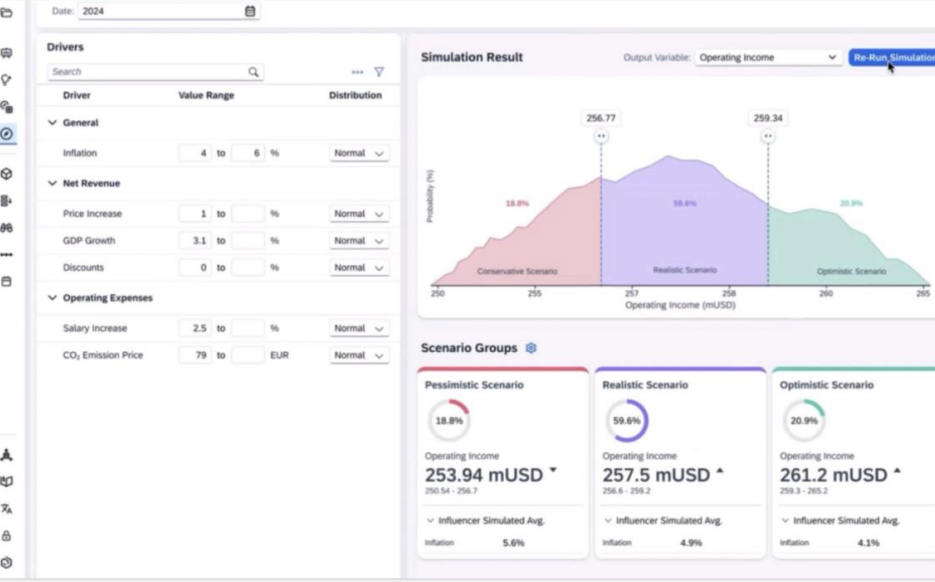 Date: 2024
Drivers
Search
Driver Value Range Distribution
General
Inflation 4 to 6 % Normal
Net Revenue
Price Increase 1 to % Normal
GDP Growth 3.1 to % Normal
Discounts 0 to % Normal
Operating Expenses
Salary Increase 2.5 to % Normal
CO₂ Emission Price 79 to EUR Normal
Simulation Result
Output Variable: Operating Income
Re-Run Simulation
256.77 259.34
Probability (%)
18.8% 59.6% 20.9%
Conservative Scenario Realistic Scenario Optimistic Scenario
250 255 257 258 260 265
Operating Income (mUSD)
Scenario Groups
Pessimistic Scenario
18.8%
Operating Income
253.94 mUSD
250.54 - 256.7
Influencer Simulated Avg.
Inflation 5.6%
Realistic Scenario
59.6%
Operating Income
257.5 mUSD
256.6 - 259.2
Influencer Simulated Avg.
Inflation 4.9%
Optimistic Scenario
20.9%
Operating Income
261.2 mUSD
259.3 - 265.2
Influencer Simulated Avg.
Inflation 4.1%